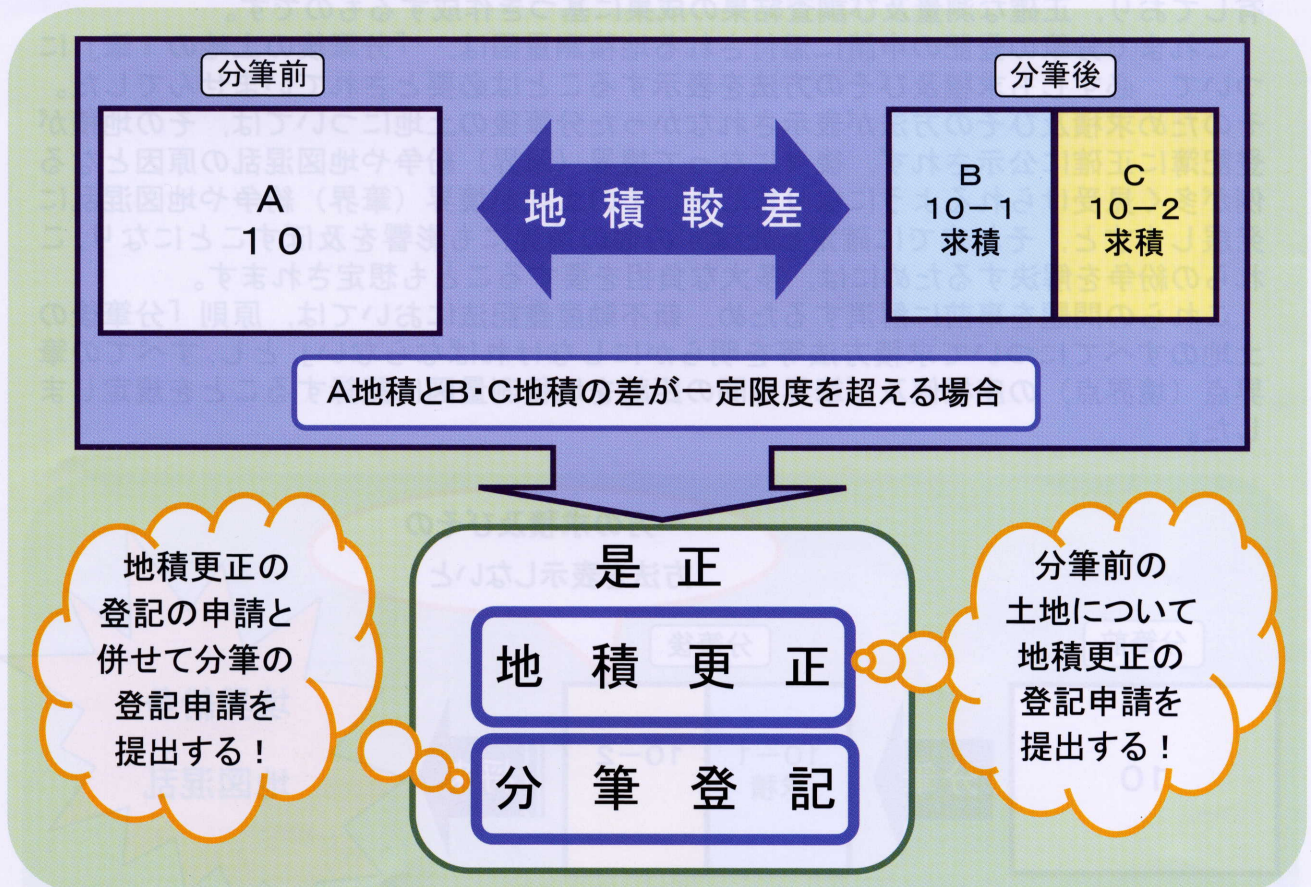 分筆前
A
10
地積較差
分筆後
B
10-1
求積
C
10-2
求積
A地積とB・C地積の差が一定限度を超える場合
是正
地積更正
分筆登記
地積更正の
登記の申請と
併せて分筆の
登記申請を
提出する！
分筆前の
土地について
地積更正の
登記申請を
提出する！